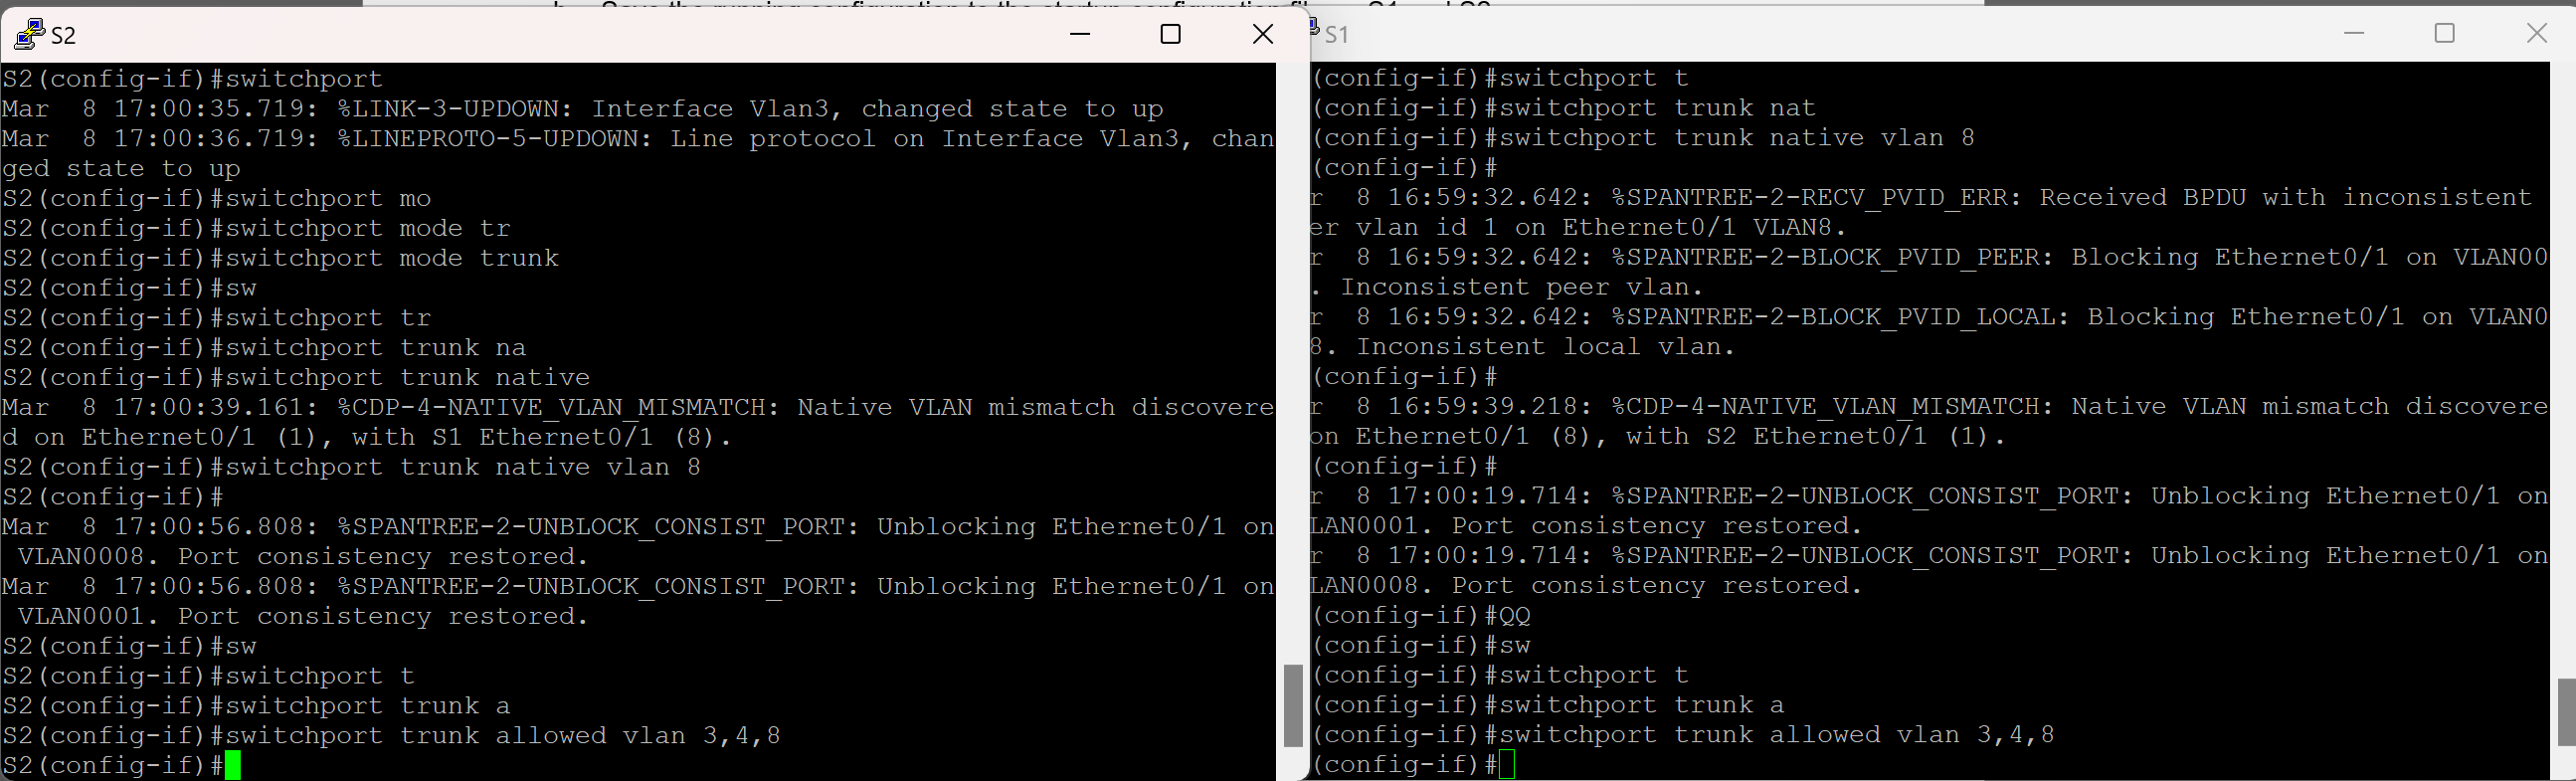 b. Save the running configuration to the startup configuration file
S2
S2(config-if)#switchport
Mar  8 17:00:35.719: %LINK-3-UPDOWN: Interface Vlan3, changed state to up
Mar  8 17:00:36.719: %LINEPROTO-5-UPDOWN: Line protocol on Interface Vlan3, chan
ged state to up
S2(config-if)#switchport mo
S2(config-if)#switchport mode tr
S2(config-if)#switchport mode trunk
S2(config-if)#sw
S2(config-if)#switchport tr
S2(config-if)#switchport trunk na
S2(config-if)#switchport trunk native
Mar  8 17:00:39.161: %CDP-4-NATIVE_VLAN_MISMATCH: Native VLAN mismatch discovere
d on Ethernet0/1 (1), with S1 Ethernet0/1 (8).
S2(config-if)#switchport trunk native vlan 8
S2(config-if)#
Mar  8 17:00:56.808: %SPANTREE-2-UNBLOCK_CONSIST_PORT: Unblocking Ethernet0/1 on
 VLAN0008. Port consistency restored.
Mar  8 17:00:56.808: %SPANTREE-2-UNBLOCK_CONSIST_PORT: Unblocking Ethernet0/1 on
 VLAN0001. Port consistency restored.
S2(config-if)#sw
S2(config-if)#switchport t
S2(config-if)#switchport trunk a
S2(config-if)#switchport trunk allowed vlan 3,4,8
S2(config-if)#
S1
(config-if)#switchport t
(config-if)#switchport trunk nat
(config-if)#switchport trunk native vlan 8
(config-if)#
r  8 16:59:32.642: %SPANTREE-2-RECV_PVID_ERR: Received BPDU with inconsistent
er vlan id 1 on Ethernet0/1 VLAN8.
r  8 16:59:32.642: %SPANTREE-2-BLOCK_PVID_PEER: Blocking Ethernet0/1 on VLAN00
. Inconsistent peer vlan.
r  8 16:59:32.642: %SPANTREE-2-BLOCK_PVID_LOCAL: Blocking Ethernet0/1 on VLAN0
8. Inconsistent local vlan.
(config-if)#
r  8 16:59:39.218: %CDP-4-NATIVE_VLAN_MISMATCH: Native VLAN mismatch discovere
on Ethernet0/1 (8), with S2 Ethernet0/1 (1).
(config-if)#
r  8 17:00:19.714: %SPANTREE-2-UNBLOCK_CONSIST_PORT: Unblocking Ethernet0/1 on
LAN0001. Port consistency restored.
r  8 17:00:19.714: %SPANTREE-2-UNBLOCK_CONSIST_PORT: Unblocking Ethernet0/1 on
LAN0008. Port consistency restored.
(config-if)#QQ
(config-if)#sw
(config-if)#switchport t
(config-if)#switchport trunk a
(config-if)#switchport trunk allowed vlan 3,4,8
(config-if)#